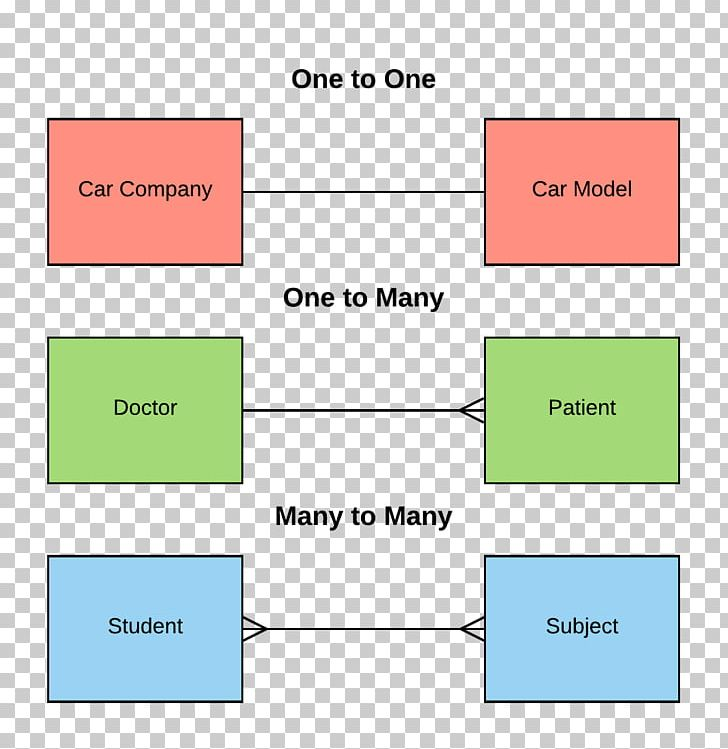 One to One
Car Company
Car Model
One to Many
Doctor
Patient
Many to Many
Student
Subject